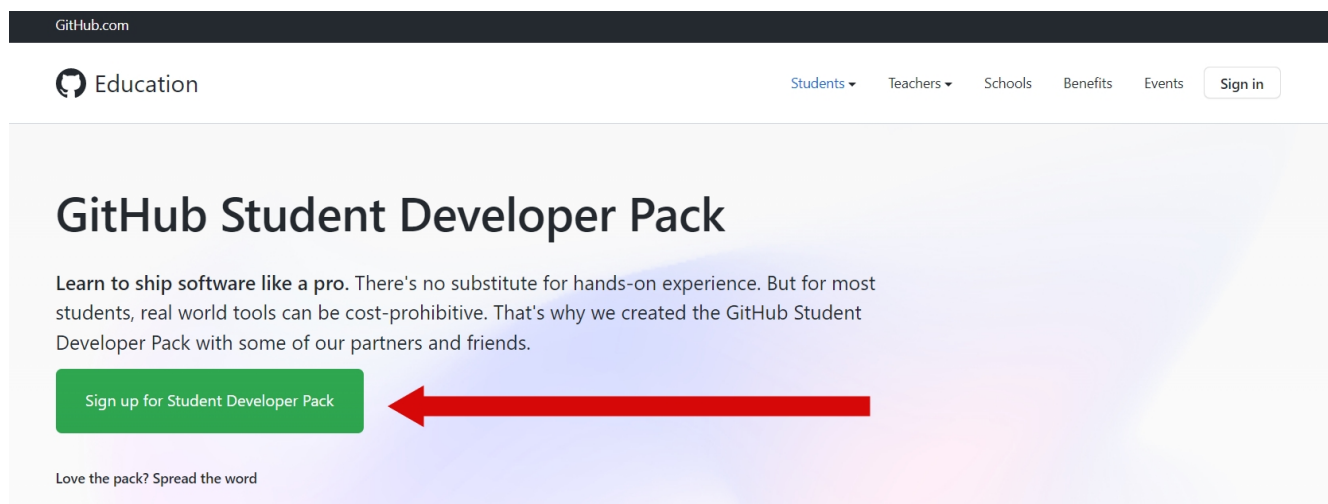 GitHub.com
Education
Students Teachers Schools Benefits Events Sign in
GitHub Student Developer Pack
Learn to ship software like a pro. There's no substitute for hands-on experience. But for most
students, real world tools can be cost-prohibitive. That's why we created the GitHub Student
Developer Pack with some of our partners and friends.
Sign up for Student Developer Pack
Love the pack? Spread the word